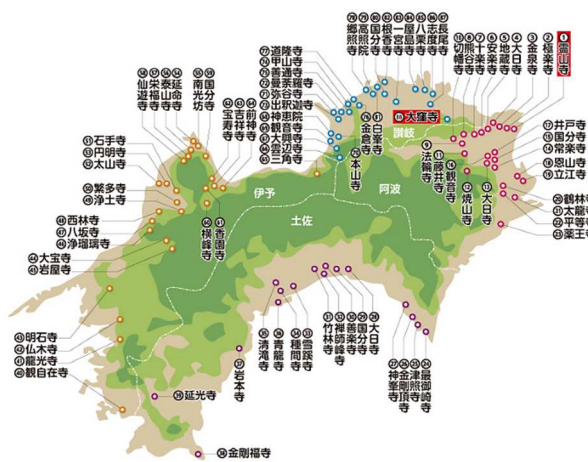 ①霊山寺
②極楽寺
③金泉寺
④大日寺
⑤地蔵寺
⑥安楽寺
⑦十楽寺
⑧熊谷寺
⑩切幡寺
87長尾寺
86志度寺
85八栗寺
84屋島寺
83一宮寺
82根香寺
80国分寺
79高照院
78郷照寺
77道隆寺
76甲山寺
75善通寺
曼荼羅寺
71弥谷寺
73出釈迦寺
68神恵院
69観音寺
67大興寺
66雲辺寺
65三角寺
64前神寺
63吉祥寺
62宝寿寺
59国分寺
55南光坊
54延命寺
56泰山寺
57栄福寺
58仙遊寺
51石手寺
53円明寺
52太山寺
50繁多寺
49浄土寺
48西林寺
47八坂寺
46浄瑠璃寺
44大宝寺
45岩屋寺
43明石寺
42仏木寺
41龍光寺
40観自在寺
88大窪寺
讃岐
81白峯寺
金倉寺
70本山寺
⑨法輪寺
⑪藤井寺
⑯観音寺
⑫焼山寺
⑬大日寺
⑰井戸寺
⑮国分寺
⑭常楽寺
⑱恩山寺
⑲立江寺
⑳鶴林寺
㉑太龍寺
㉒平等寺
㉓薬王寺
伊予
阿波
土佐
61香園寺
60横峰寺
㉟清滝寺
㊱青龍寺
㉞種間寺
㉝雪蹊寺
㉛竹林寺
㉜禅師峰寺
㉚善楽寺
㉙国分寺
㉘大日寺
㉗神峯寺
㉖金剛頂寺
㉕津照寺
㉔最御崎寺
㊲岩本寺
㊴延光寺
㊳金剛福寺